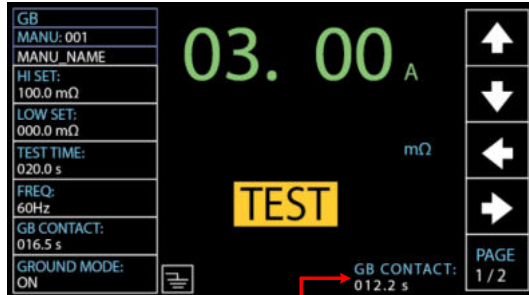 GB
MANU: 001
MANU_NAME
HI SET:
100.0 mΩ
LOW SET:
000.0 mΩ
TEST TIME:
020.0 s
FREQ:
60Hz
GB CONTACT:
016.5 s
GROUND MODE:
ON
03. 00 A
mΩ
TEST
GB CONTACT:
012.2 s
PAGE
1 / 2